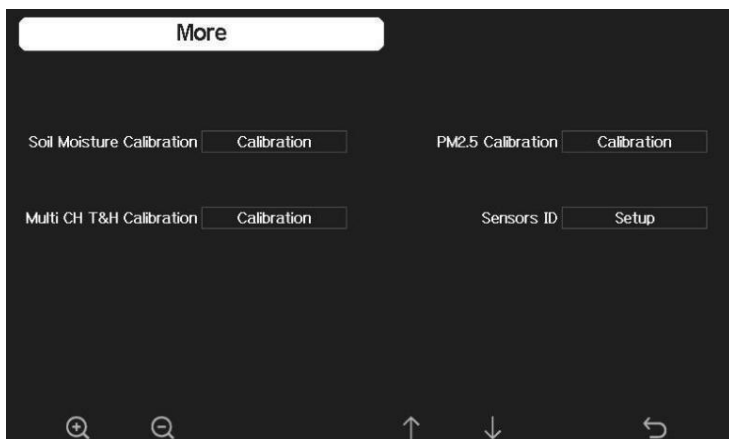 More
Soil Moisture Calibration Calibration PM2.5 Calibration Calibration
Multi CH T&H Calibration Calibration Sensors ID Setup